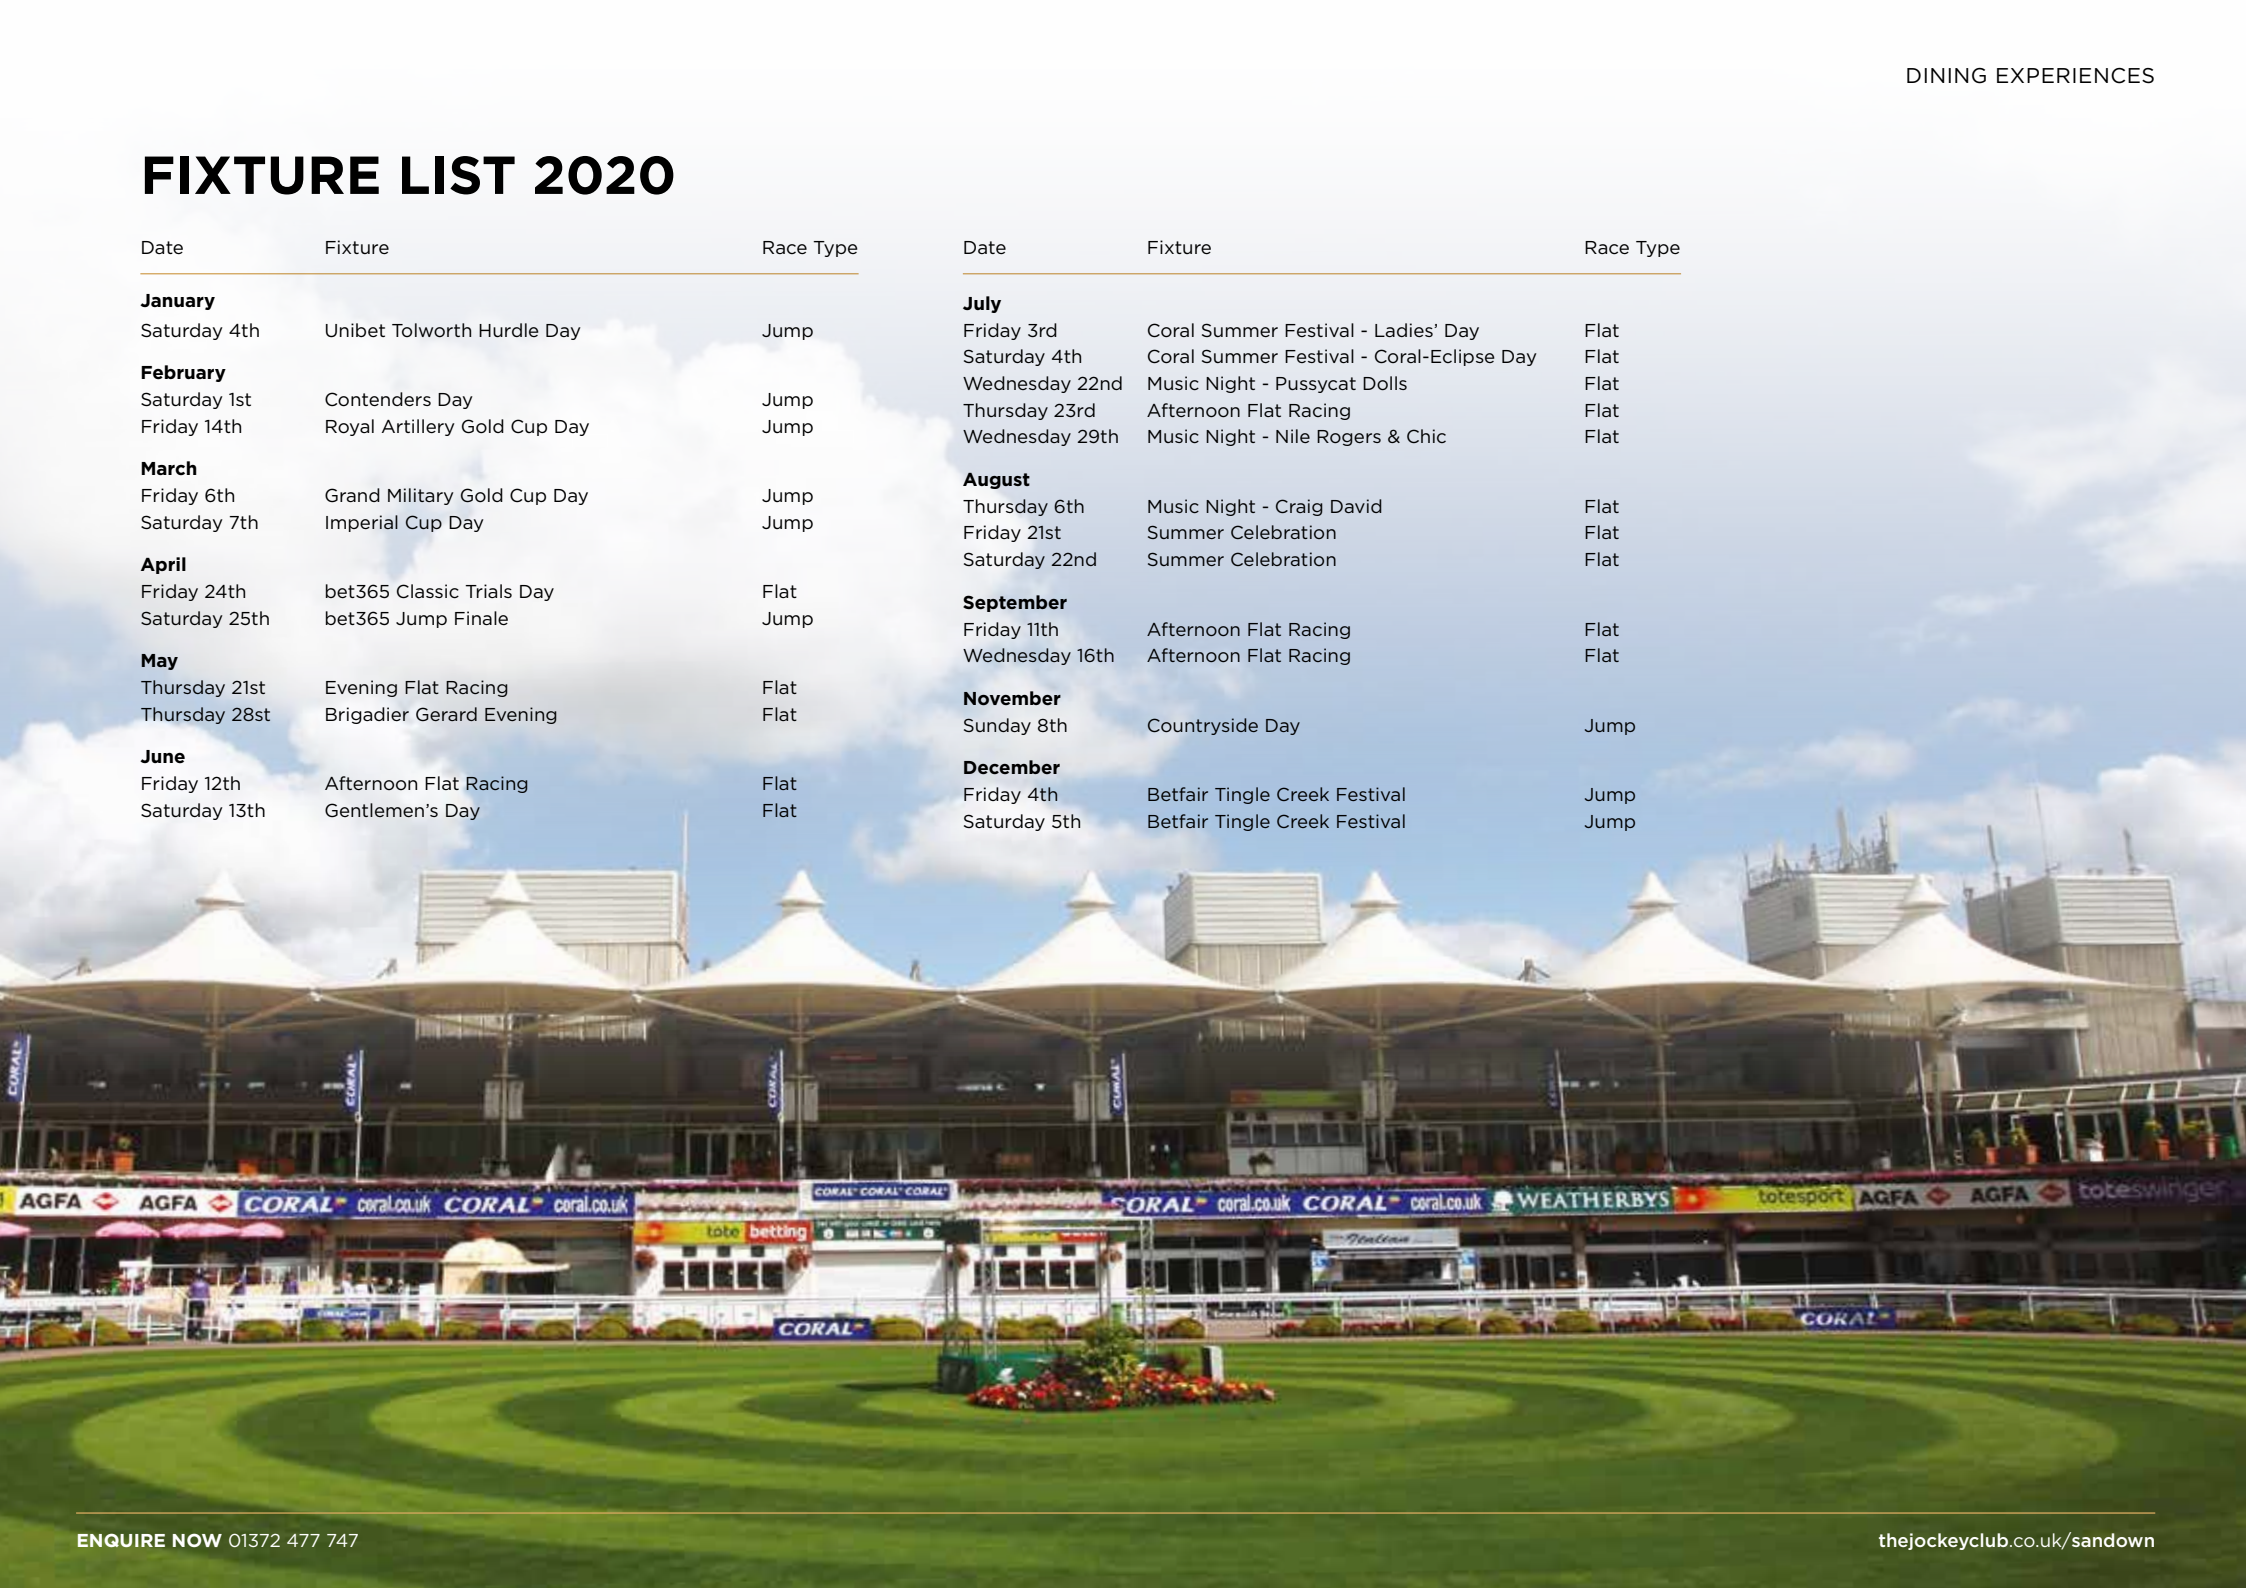 DINING EXPERIENCES
FIXTURE LIST 2020
Date Fixture Race Type
January
Saturday 4th Unibet Tolworth Hurdle Day Jump
February
Saturday 1st Contenders Day Jump
Friday 14th Royal Artillery Gold Cup Day Jump
March
Friday 6th Grand Military Gold Cup Day Jump
Saturday 7th Imperial Cup Day Jump
April
Friday 24th bet365 Classic Trials Day Flat
Saturday 25th bet365 Jump Finale Jump
May
Thursday 21st Evening Flat Racing Flat
Thursday 28st Brigadier Gerard Evening Flat
June
Friday 12th Afternoon Flat Racing Flat
Saturday 13th Gentlemen's Day Flat
Date Fixture Race Type
July
Friday 3rd Coral Summer Festival - Ladies' Day Flat
Saturday 4th Coral Summer Festival - Coral-Eclipse Day Flat
Wednesday 22nd Music Night - Pussycat Dolls Flat
Thursday 23rd Afternoon Flat Racing Flat
Wednesday 29th Music Night - Nile Rogers & Chic Flat
August
Thursday 6th Music Night - Craig David Flat
Friday 21st Summer Celebration Flat
Saturday 22nd Summer Celebration Flat
September
Friday 11th Afternoon Flat Racing Flat
Wednesday 16th Afternoon Flat Racing Flat
November
Sunday 8th Countryside Day Jump
December
Friday 4th Betfair Tingle Creek Festival Jump
Saturday 5th Betfair Tingle Creek Festival Jump
CORAL CORAL CORAL CORAL
CORAL CORAL CORAL
AGFA AGFA CORAL coral.co.uk CORAL coral.co.uk CORAL coral.co.uk CORAL coral.co.uk WEATHERBYS totesport AGFA AGFA toteswinger
tote betting
Italian
CORAL CORAL
ENQUIRE NOW 01372 477 747
thejockeyclub.co.uk/sandown